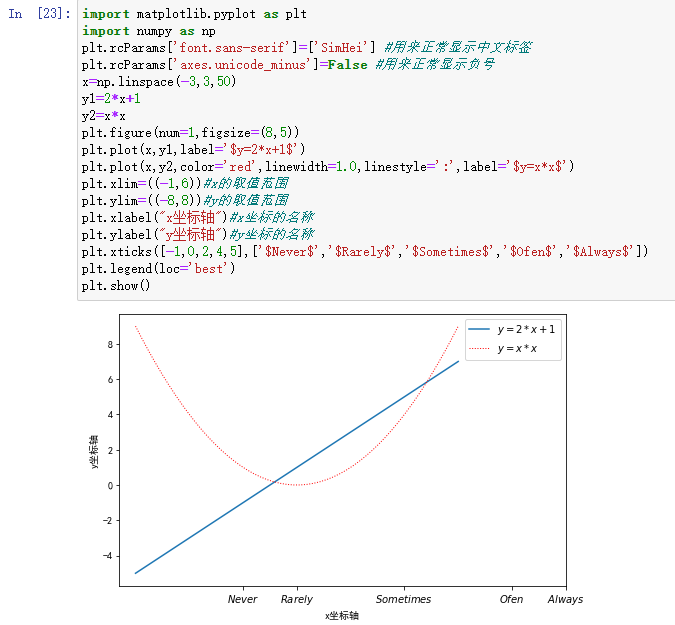 In [23]:
import matplotlib.pyplot as plt
import numpy as np
plt.rcParams['font.sans-serif']=['SimHei'] #用来正常显示中文标签
plt.rcParams['axes.unicode_minus']=False #用来正常显示负号
x=np.linspace(-3,3,50)
y1=2*x+1
y2=x*x
plt.figure(num=1,figsize=(8,5))
plt.plot(x,y1,label='$y=2*x+1$')
plt.plot(x,y2,color='red',linewidth=1.0,linestyle=':',label='$y=x*x$')
plt.xlim=((-1,6))#x的取值范围
plt.ylim=((-8,8))#y的取值范围
plt.xlabel("x坐标轴")#x坐标的名称
plt.ylabel("y坐标轴")#y坐标的名称
plt.xticks([-1,0,2,4,5],['$Never$','$Rarely$','$Sometimes$','$Ofen$','$Always$'])
plt.legend(loc='best')
plt.show()
y = 2 * x + 1
y = x * x
8
6
4
2
0
-2
-4
y坐标轴
Never Rarely Sometimes Ofen Always
x坐标轴